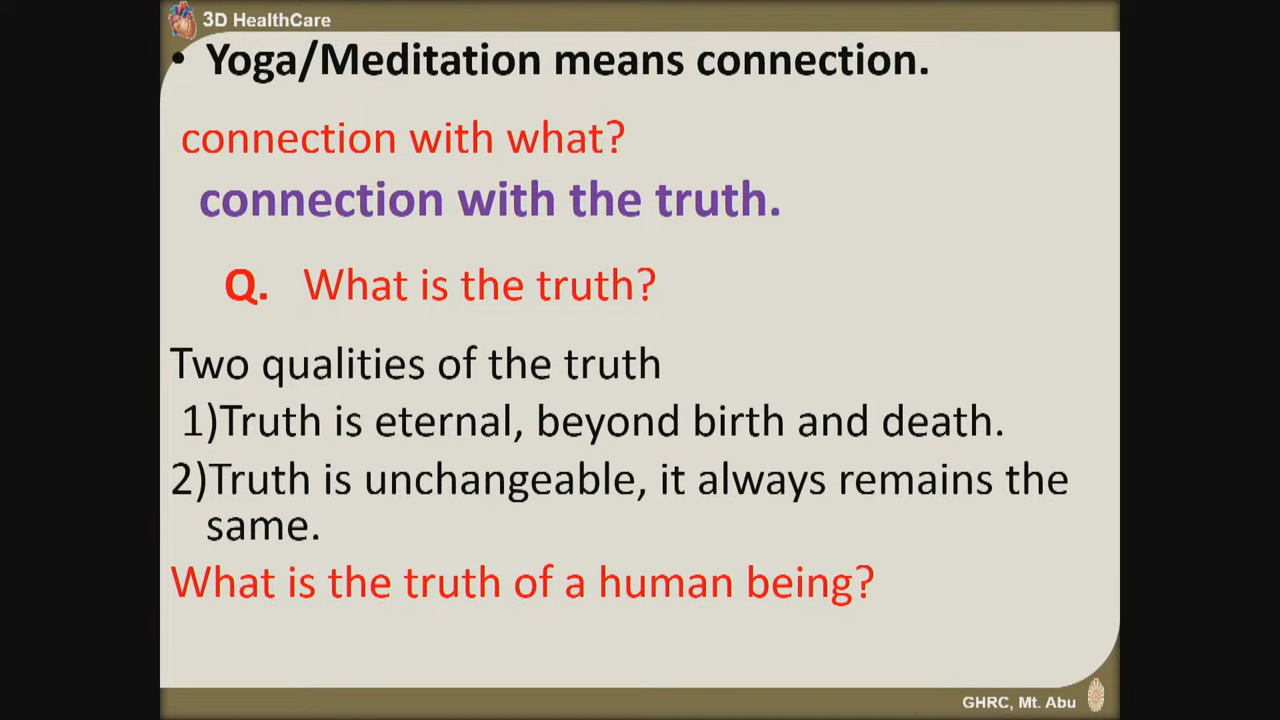 3D HealthCare
• Yoga/Meditation means connection.
connection with what?
connection with the truth.
Q. What is the truth?
Two qualities of the truth
1)Truth is eternal, beyond birth and death.
2)Truth is unchangeable, it always remains the
same.
What is the truth of a human being?
GHRC, Mt. Abu